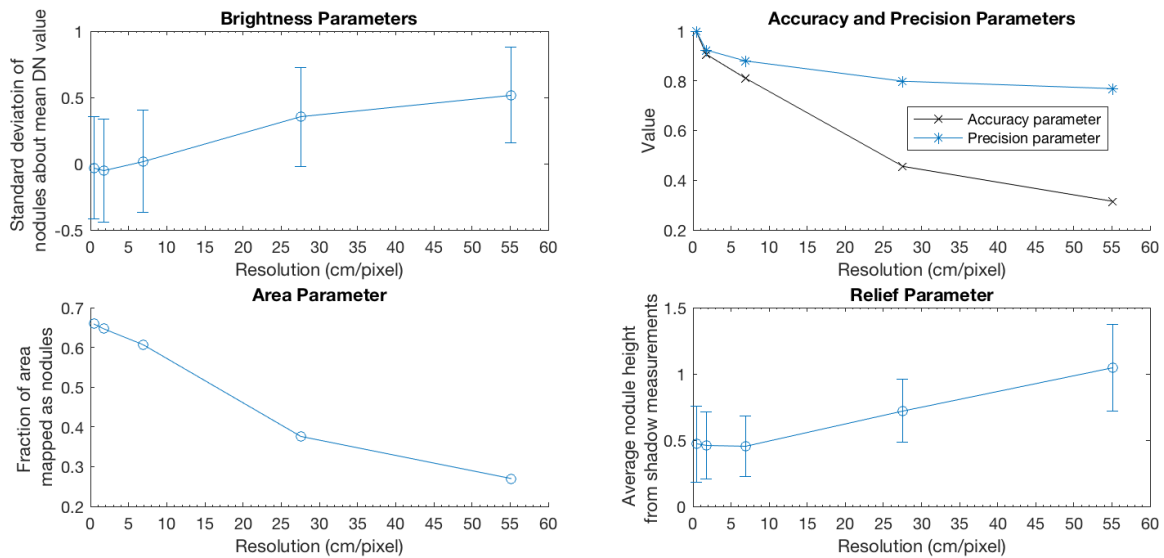 Brightness Parameters
1
0.5
0
-0.5
Standard deviatoin of
nodules about mean DN value
0 5 10 15 20 25 30 35 40 45 50 55 60
Resolution (cm/pixel)
Accuracy and Precision Parameters
1
0.8
0.6
0.4
0.2
Value
Accuracy parameter
Precision parameter
0 5 10 15 20 25 30 35 40 45 50 55 60
Resolution (cm/pixel)
Area Parameter
0.7
0.6
0.5
0.4
0.3
0.2
Fraction of area
mapped as nodules
0 5 10 15 20 25 30 35 40 45 50 55 60
Resolution (cm/pixel)
Relief Parameter
1.5
1
0.5
0
Average nodule height
from shadow measurements
0 5 10 15 20 25 30 35 40 45 50 55 60
Resolution (cm/pixel)